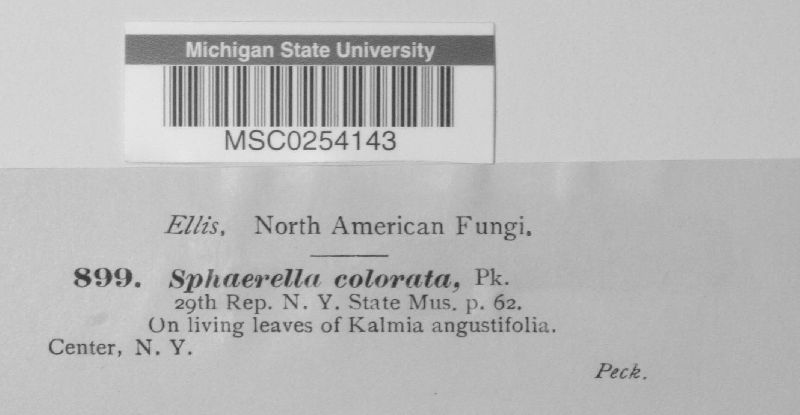 Michigan State University
MSC0254143
Ellis. North American Fungi.
899. Sphaerella colorata, Pk.
29th Rep. N. Y. State Mus. p. 62.
On living leaves of Kalmia angustifolia.
Center, N. Y.
Peck.